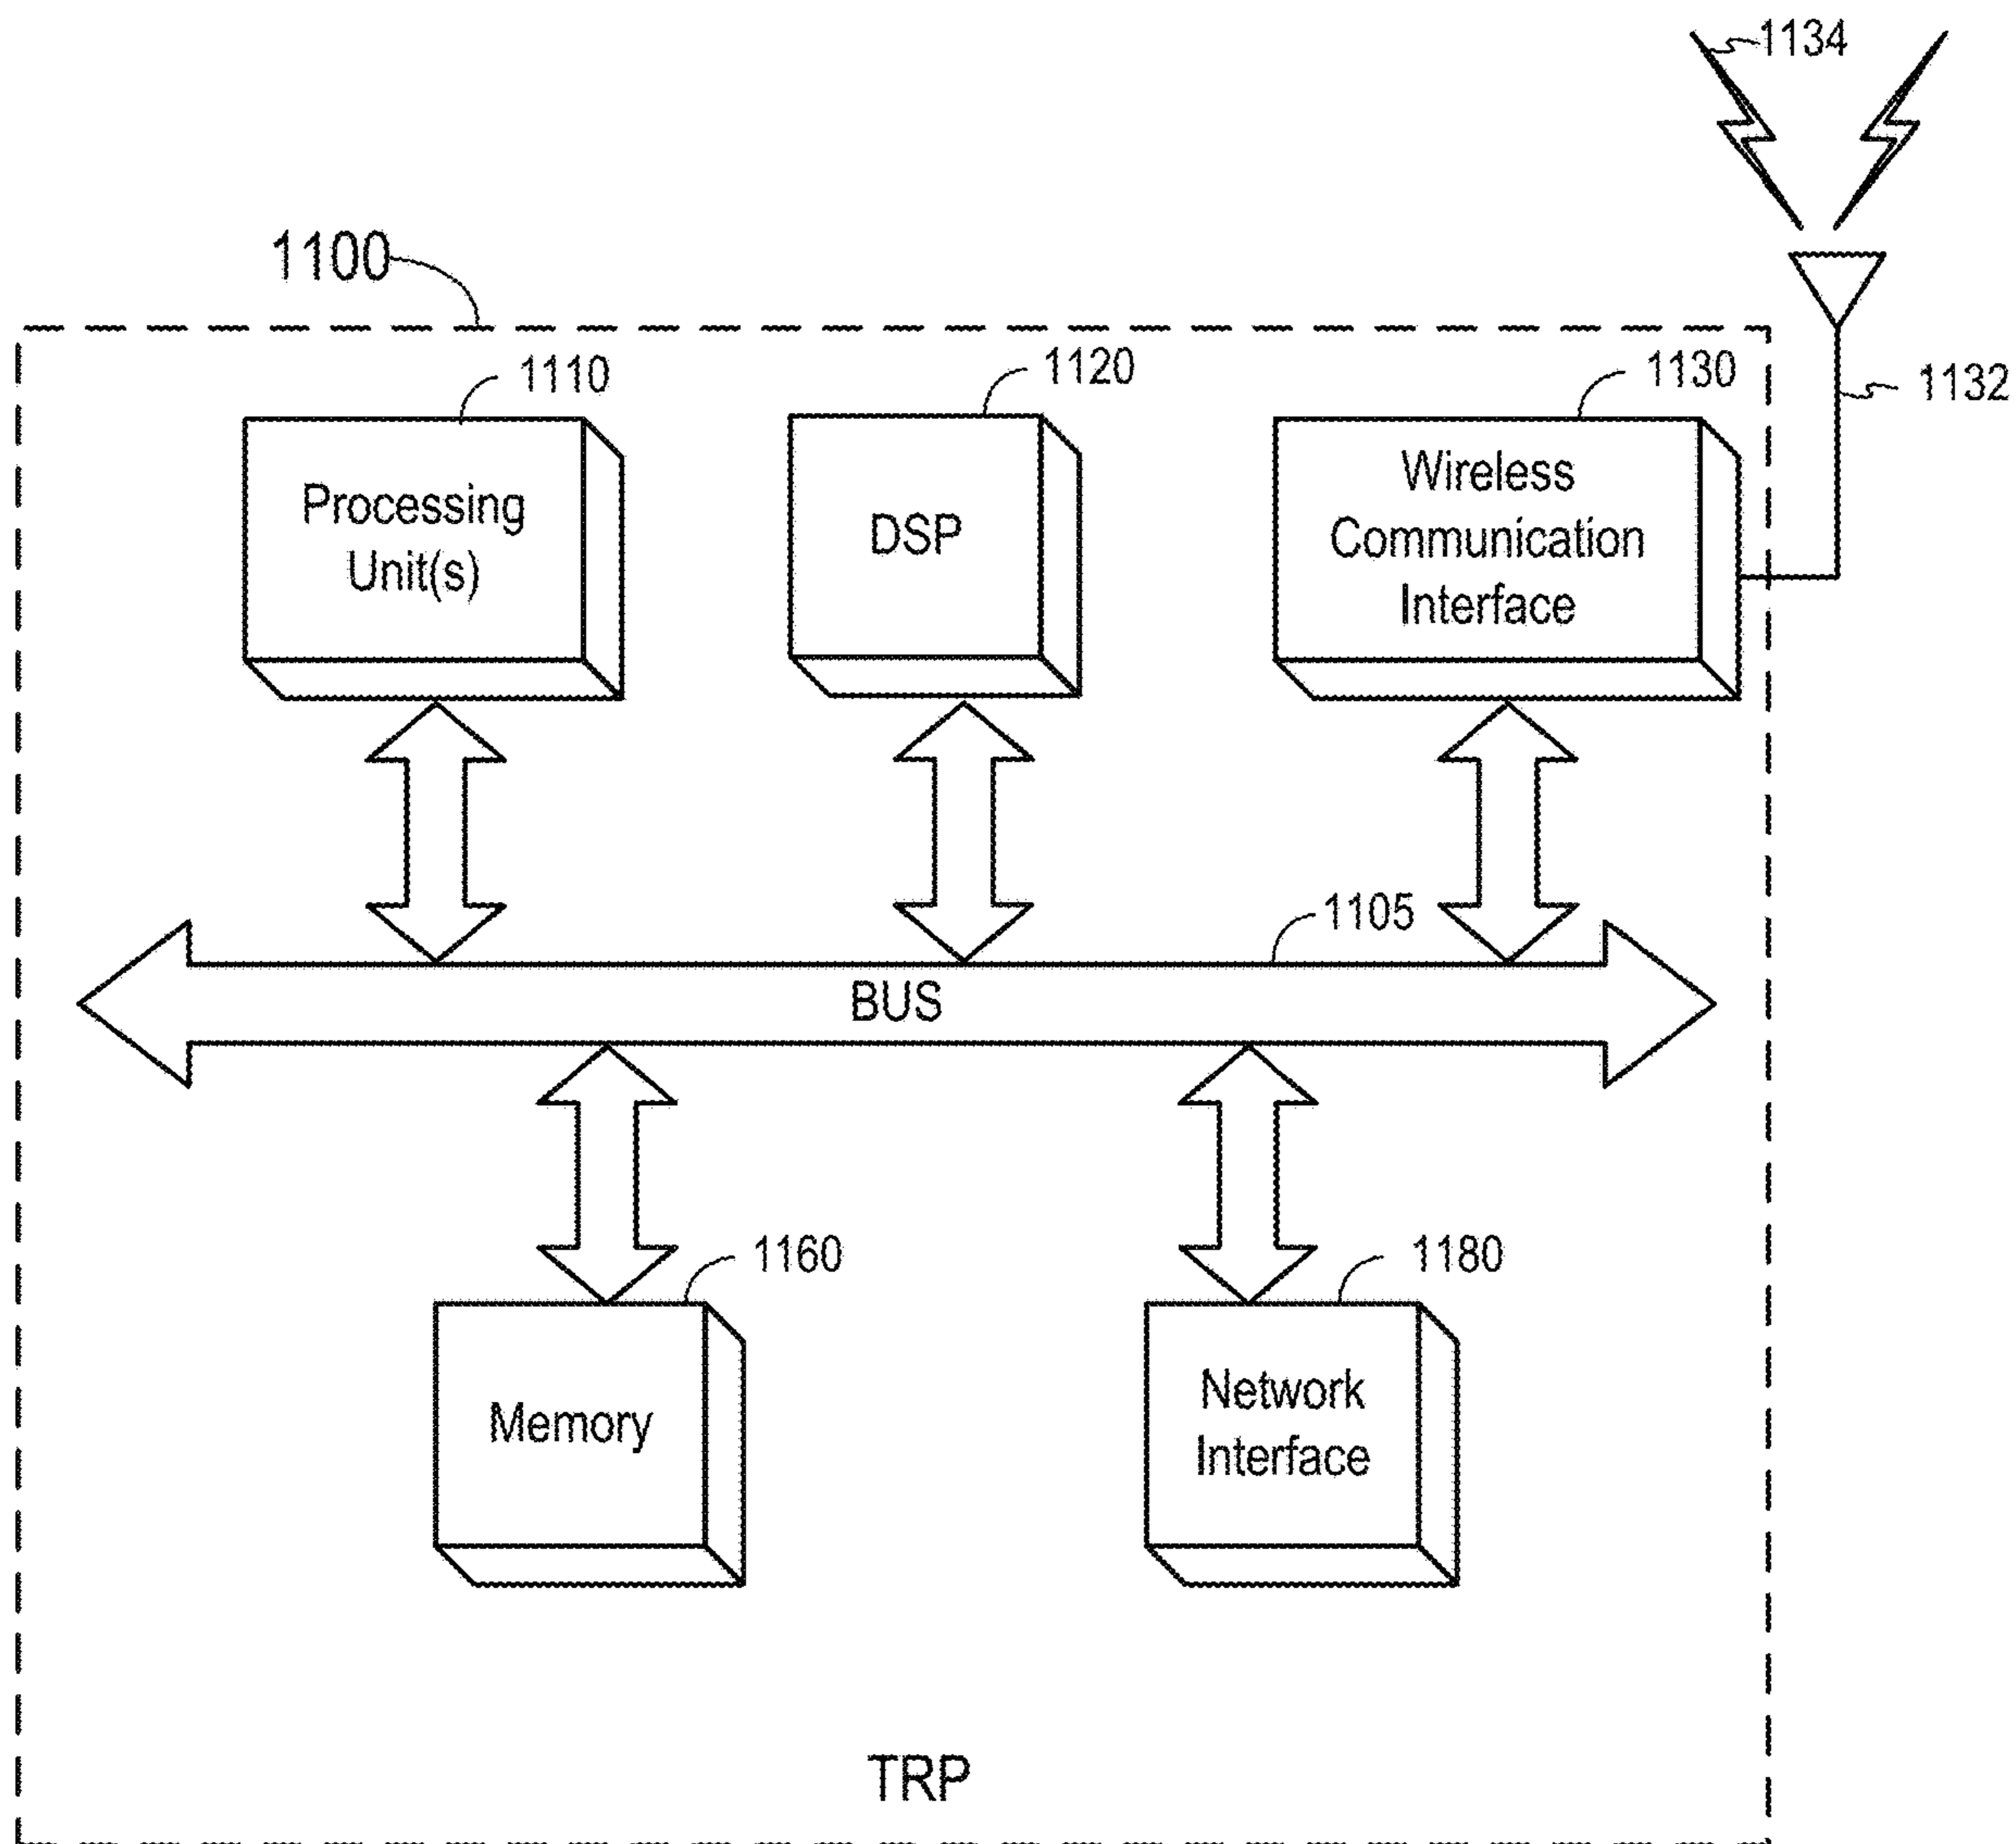 1134
1100
1110
1120
1130
1132
Processing
Unit(s)
DSP
Wireless
Communication
Interface
1105
BUS
1160
1180
Memory
Network
Interface
TRP